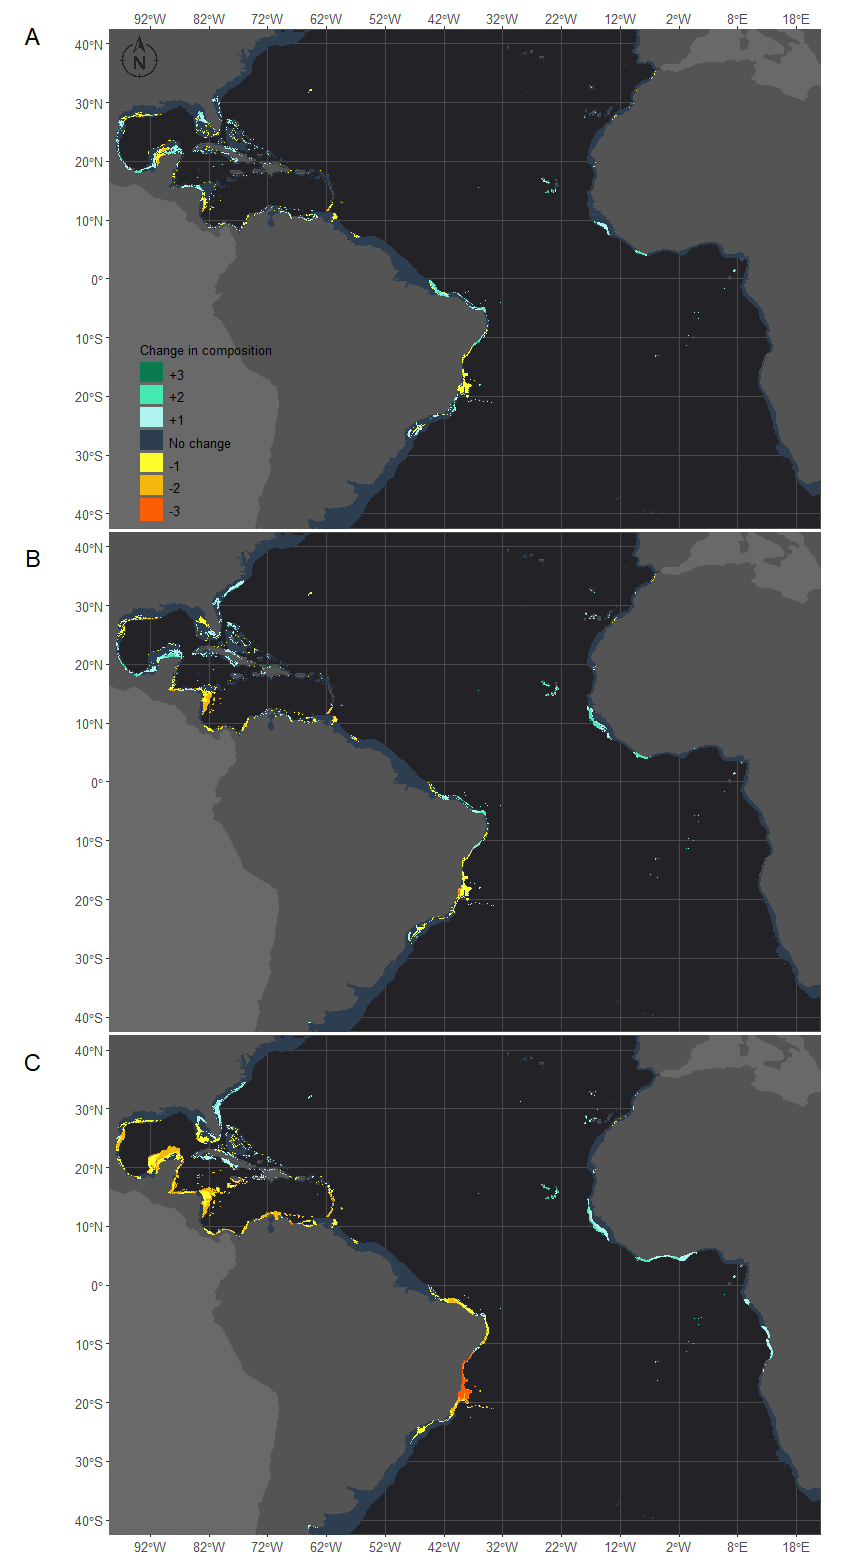 92°W 82°W 72°W 62°W 52°W 42°W 32°W 22°W 12°W 2°W 8°E 18°E
A
40°N
N
30°N
20°N
10°N
0°
10°S
Change in composition
+3
20°S
+2
+1
No change
30°S
-1
-2
-3
40°S
B
40°N
30°N
20°N
10°N
0°
10°S
20°S
30°S
40°S
C
40°N
30°N
20°N
10°N
0°
10°S
20°S
30°S
40°S
92°W 82°W 72°W 62°W 52°W 42°W 32°W 22°W 12°W 2°W 8°E 18°E